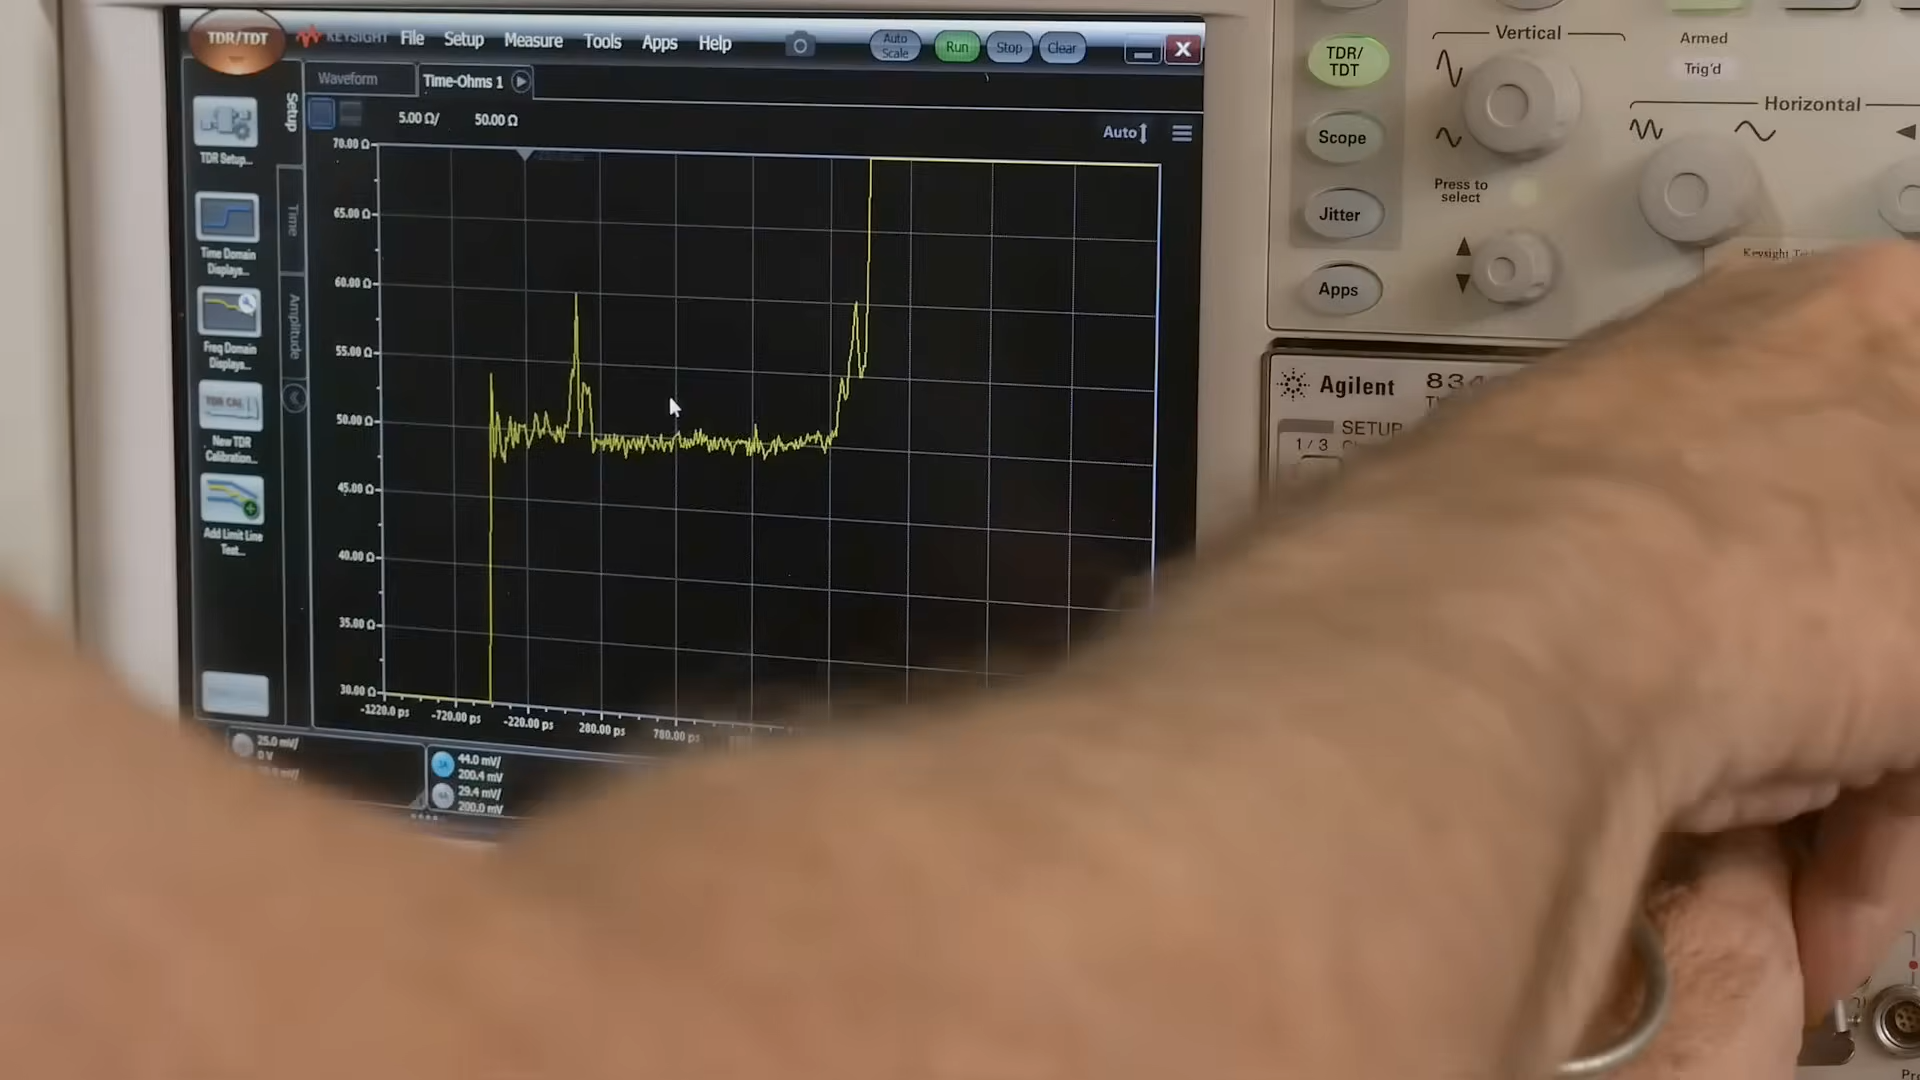 TDR/TDT
KEYSIGHT
File Setup Measure Tools Apps Help
Auto
Scale
Run
Stop
Clear
X
Waveform
Time-Ohms 1
5.00 Ω/ 50.00 Ω
Auto
Setup
Time
Amplitude
TDR Setup...
Time Domain
Displays...
Freq Domain
Displays...
TDR CAL
New TDR
Calibration...
Add Limit Line
Test...
70.00 Ω
65.00 Ω
60.00 Ω
55.00 Ω
50.00 Ω
45.00 Ω
40.00 Ω
35.00 Ω
30.00 Ω
-1220.0 ps
-720.00 ps
-220.00 ps
280.00 ps
780.00 ps
25.0 mV/
0 V
44.0 mV/
200.4 mV
29.4 mV/
200.0 mV
TDR/
TDT
Scope
Jitter
Apps
Vertical
Press to
select
Armed
Trig'd
Horizontal
Keysight
Agilent
834
SETUP
1/3